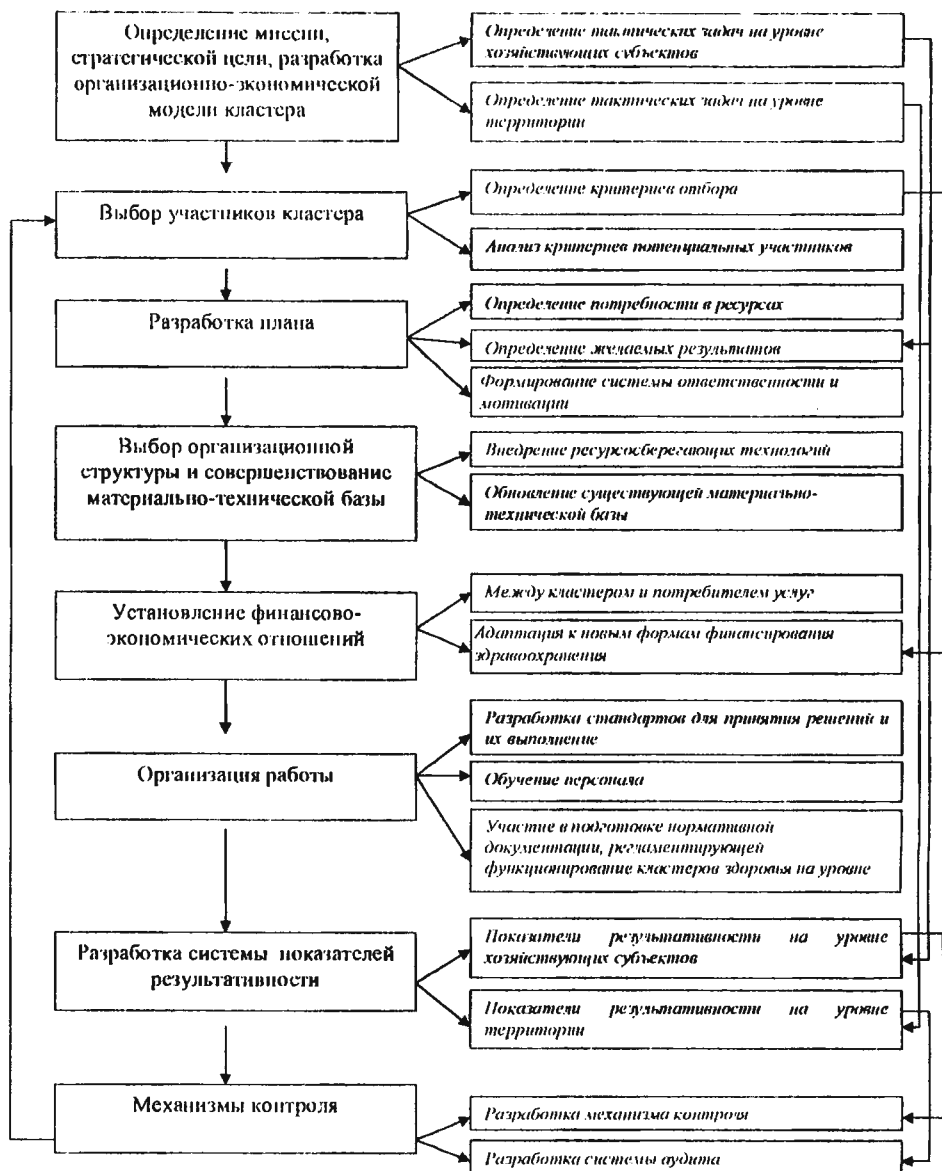 Определение миссии,
стратегической цели, разработка
организационно-экономической
модели кластера
Определение тактических задач на уровне
хозяйствующих субъектов
Определение тактических задач на уровне
территории
Выбор участников кластера
Определение критериев отбора
Анализ критериев потенциальных участников
Разработка плана
Определение потребности в ресурсах
Определение желаемых результатов
Формирование системы ответственности и
мотивации
Выбор организационной
структуры и совершенствование
материально-технической базы
Внедрение ресурсосберегающих технологий
Обновление существующей материально-
технической базы
Установление финансово-
экономических отношений
Между кластером и потребителем услуг
Адаптация к новым формам финансирования
здравоохранения
Организация работы
Разработка стандартов для принятия решений и
их выполнение
Обучение персонала
Участие в подготовке нормативной
документации, регламентирующей
функционирование кластеров здоровья на уровне
Разработка системы показателей
результативности
Показатели результативности на уровне
хозяйствующих субъектов
Показатели результативности на уровне
территории
Механизмы контроля
Разработка механизма контроля
Разработка системы аудита